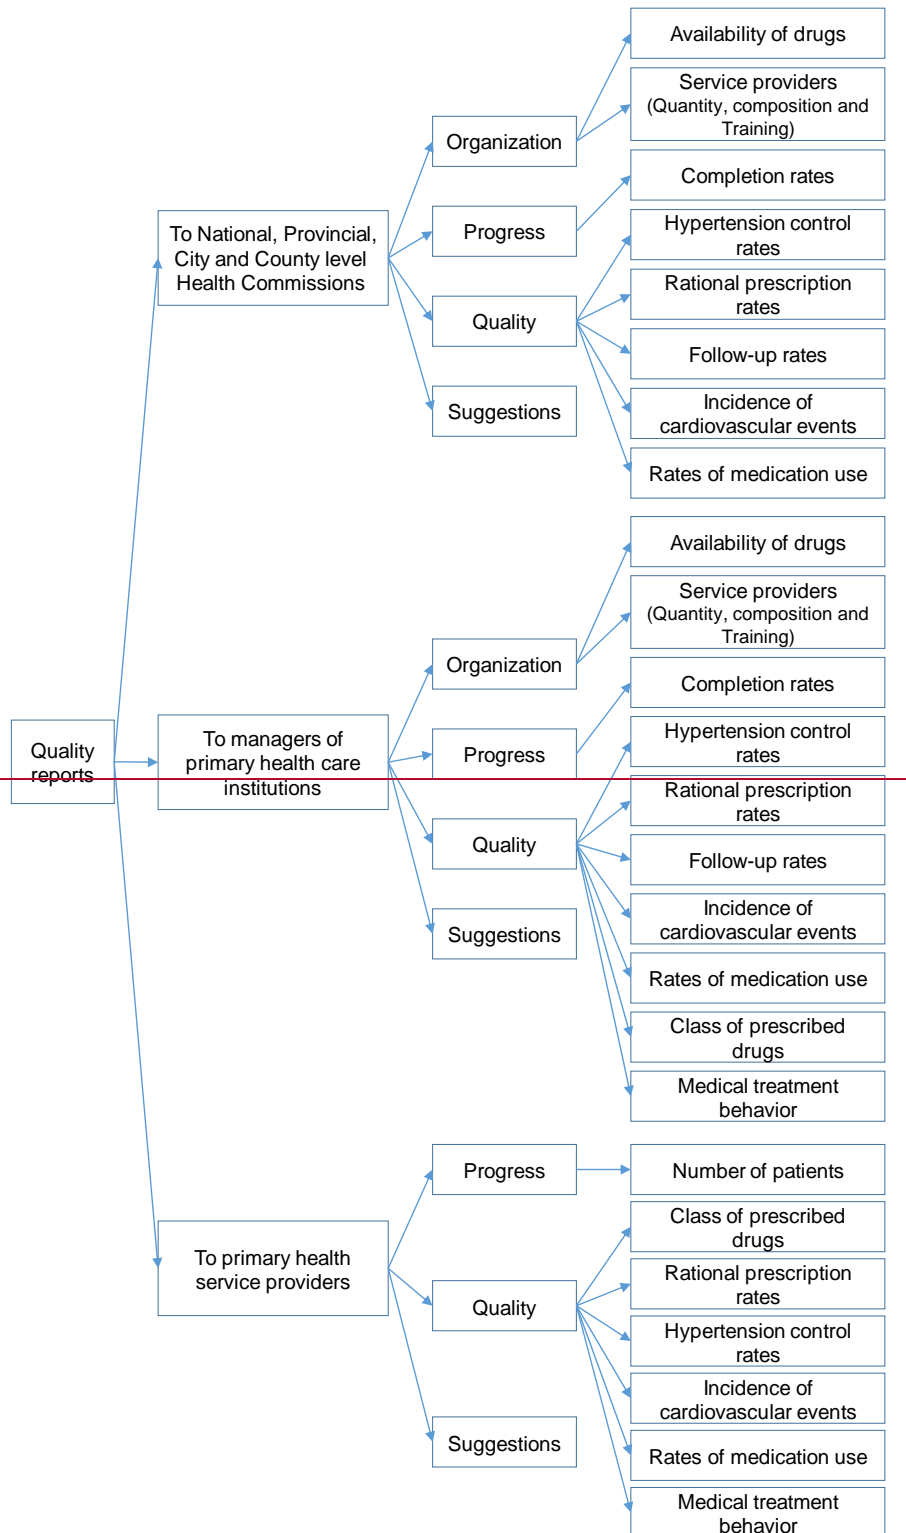 Quality
reports
To National, Provincial,
City and County level
Health Commissions
Organization
Availability of drugs
Service providers
(Quantity, composition and
Training)
Progress
Completion rates
Quality
Hypertension control
rates
Rational prescription
rates
Follow-up rates
Incidence of
cardiovascular events
Rates of medication use
Suggestions
To managers of
primary health care
institutions
Organization
Availability of drugs
Service providers
(Quantity, composition and
Training)
Progress
Completion rates
Quality
Hypertension control
rates
Rational prescription
rates
Follow-up rates
Incidence of
cardiovascular events
Rates of medication use
Class of prescribed
drugs
Medical treatment
behavior
Suggestions
To primary health
service providers
Progress
Number of patients
Quality
Class of prescribed
drugs
Rational prescription
rates
Hypertension control
rates
Incidence of
cardiovascular events
Rates of medication use
Medical treatment
behavior
Suggestions